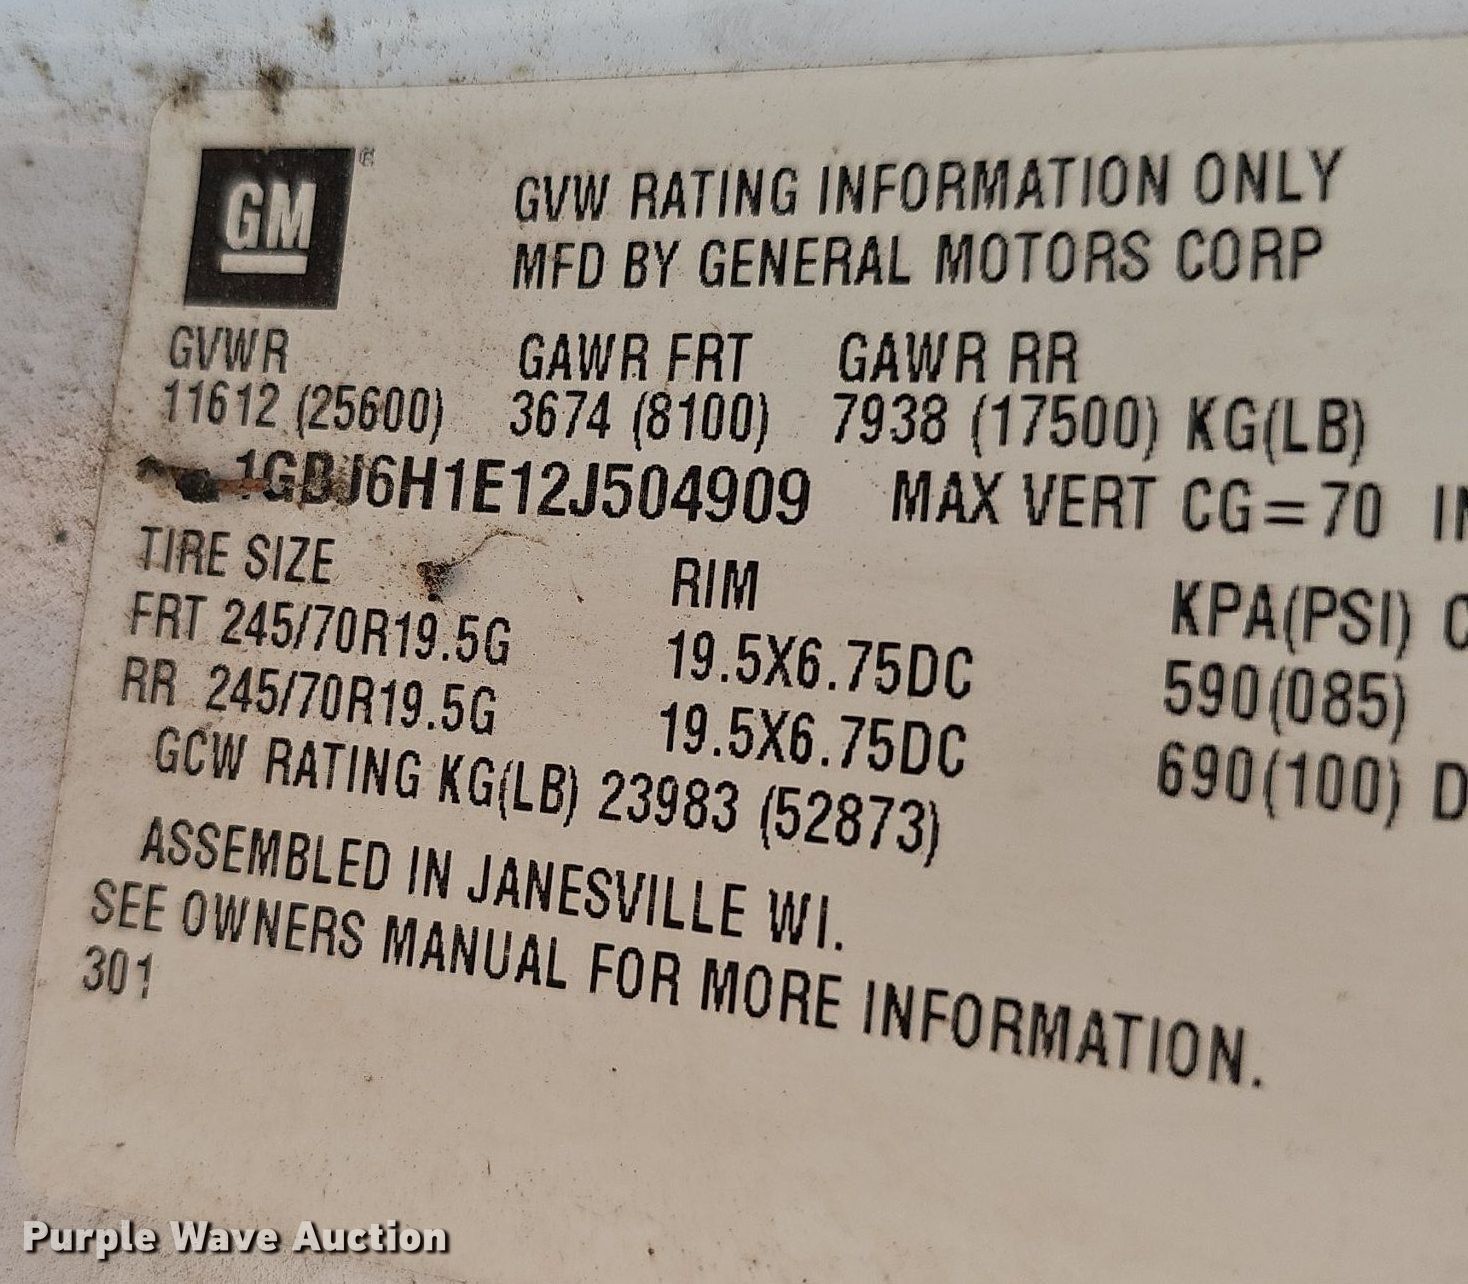 GM®
GVW RATING INFORMATION ONLY
MFD BY GENERAL MOTORS CORP
GVWR GAWR FRT GAWR RR
11612 (25600) 3674 (8100) 7938 (17500) KG(LB)
1GBJ6H1E12J504909 MAX VERT CG=70
TIRE SIZE RIM KPA(PSI)
FRT 245/70R19.5G 19.5X6.75DC 590(085)
RR 245/70R19.5G 19.5X6.75DC 690(100) D
GCW RATING KG(LB) 23983 (52873)
ASSEMBLED IN JANESVILLE WI.
SEE OWNERS MANUAL FOR MORE INFORMATION.
301
Purple Wave Auction